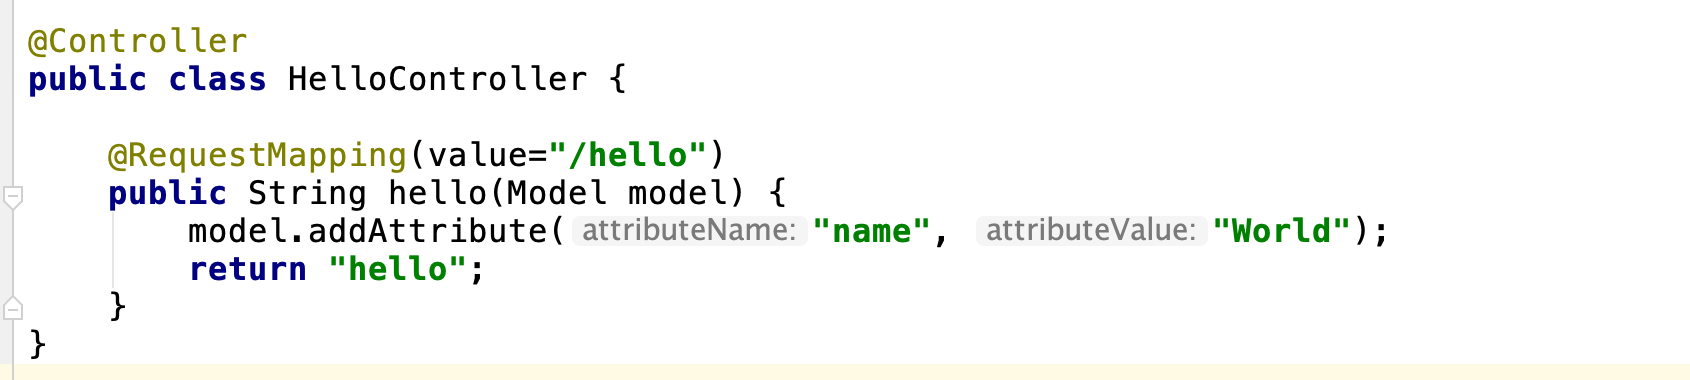 @Controller
public class HelloController {
@RequestMapping(value="/hello")
public String hello(Model model) {
model.addAttribute( attributeName: "name", attributeValue: "World");
return "hello";
}
}